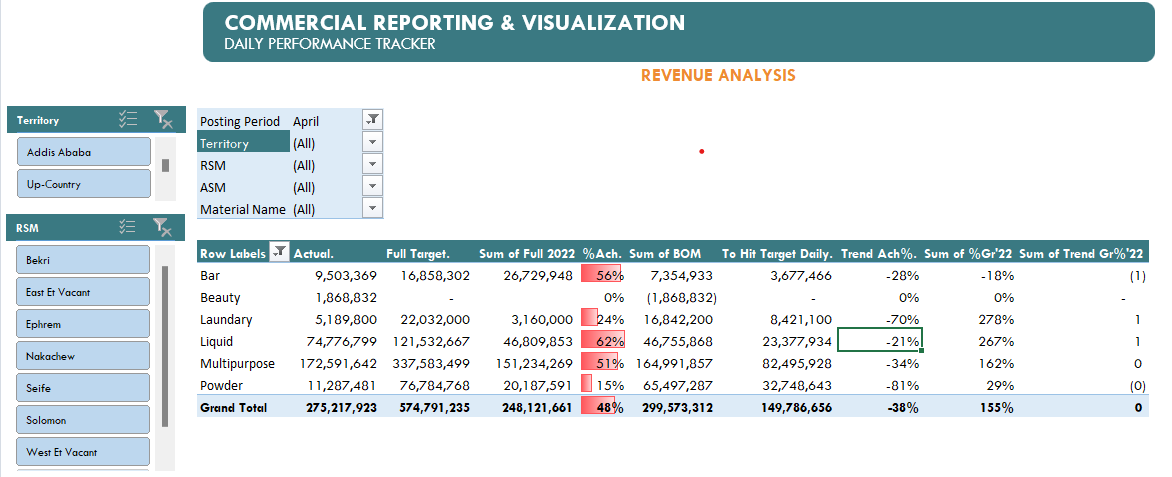 COMMERCIAL REPORTING & VISUALIZATION
DAILY PERFORMANCE TRACKER
REVENUE ANALYSIS
Territory
Addis Ababa
Up-Country
RSM
Bekri
East Et Vacant
Ephrem
Nakachew
Seife
Solomon
West Et Vacant
Posting Period April
Territory (All)
RSM (All)
ASM (All)
Material Name (All)
Row Labels Actual. Full Target. Sum of Full 2022 %Ach. Sum of BOM To Hit Target Daily. Trend Ach%. Sum of %Gr'22 Sum of Trend Gr%'22
Bar 9,503,369 16,858,302 26,729,948 56% 7,354,933 3,677,466 -28% -18% (1)
Beauty 1,868,832 - 0% (1,868,832) - 0% 0% -
Laundary 5,189,800 22,032,000 3,160,000 24% 16,842,200 8,421,100 -70% 278% 1
Liquid 74,776,799 121,532,667 46,809,853 62% 46,755,868 23,377,934 -21% 267% 1
Multipurpose 172,591,642 337,583,499 151,234,269 51% 164,991,857 82,495,928 -34% 162% 0
Powder 11,287,481 76,784,768 20,187,591 15% 65,497,287 32,748,643 -81% 29% (0)
Grand Total 275,217,923 574,791,235 248,121,661 48% 299,573,312 149,786,656 -38% 155% 0